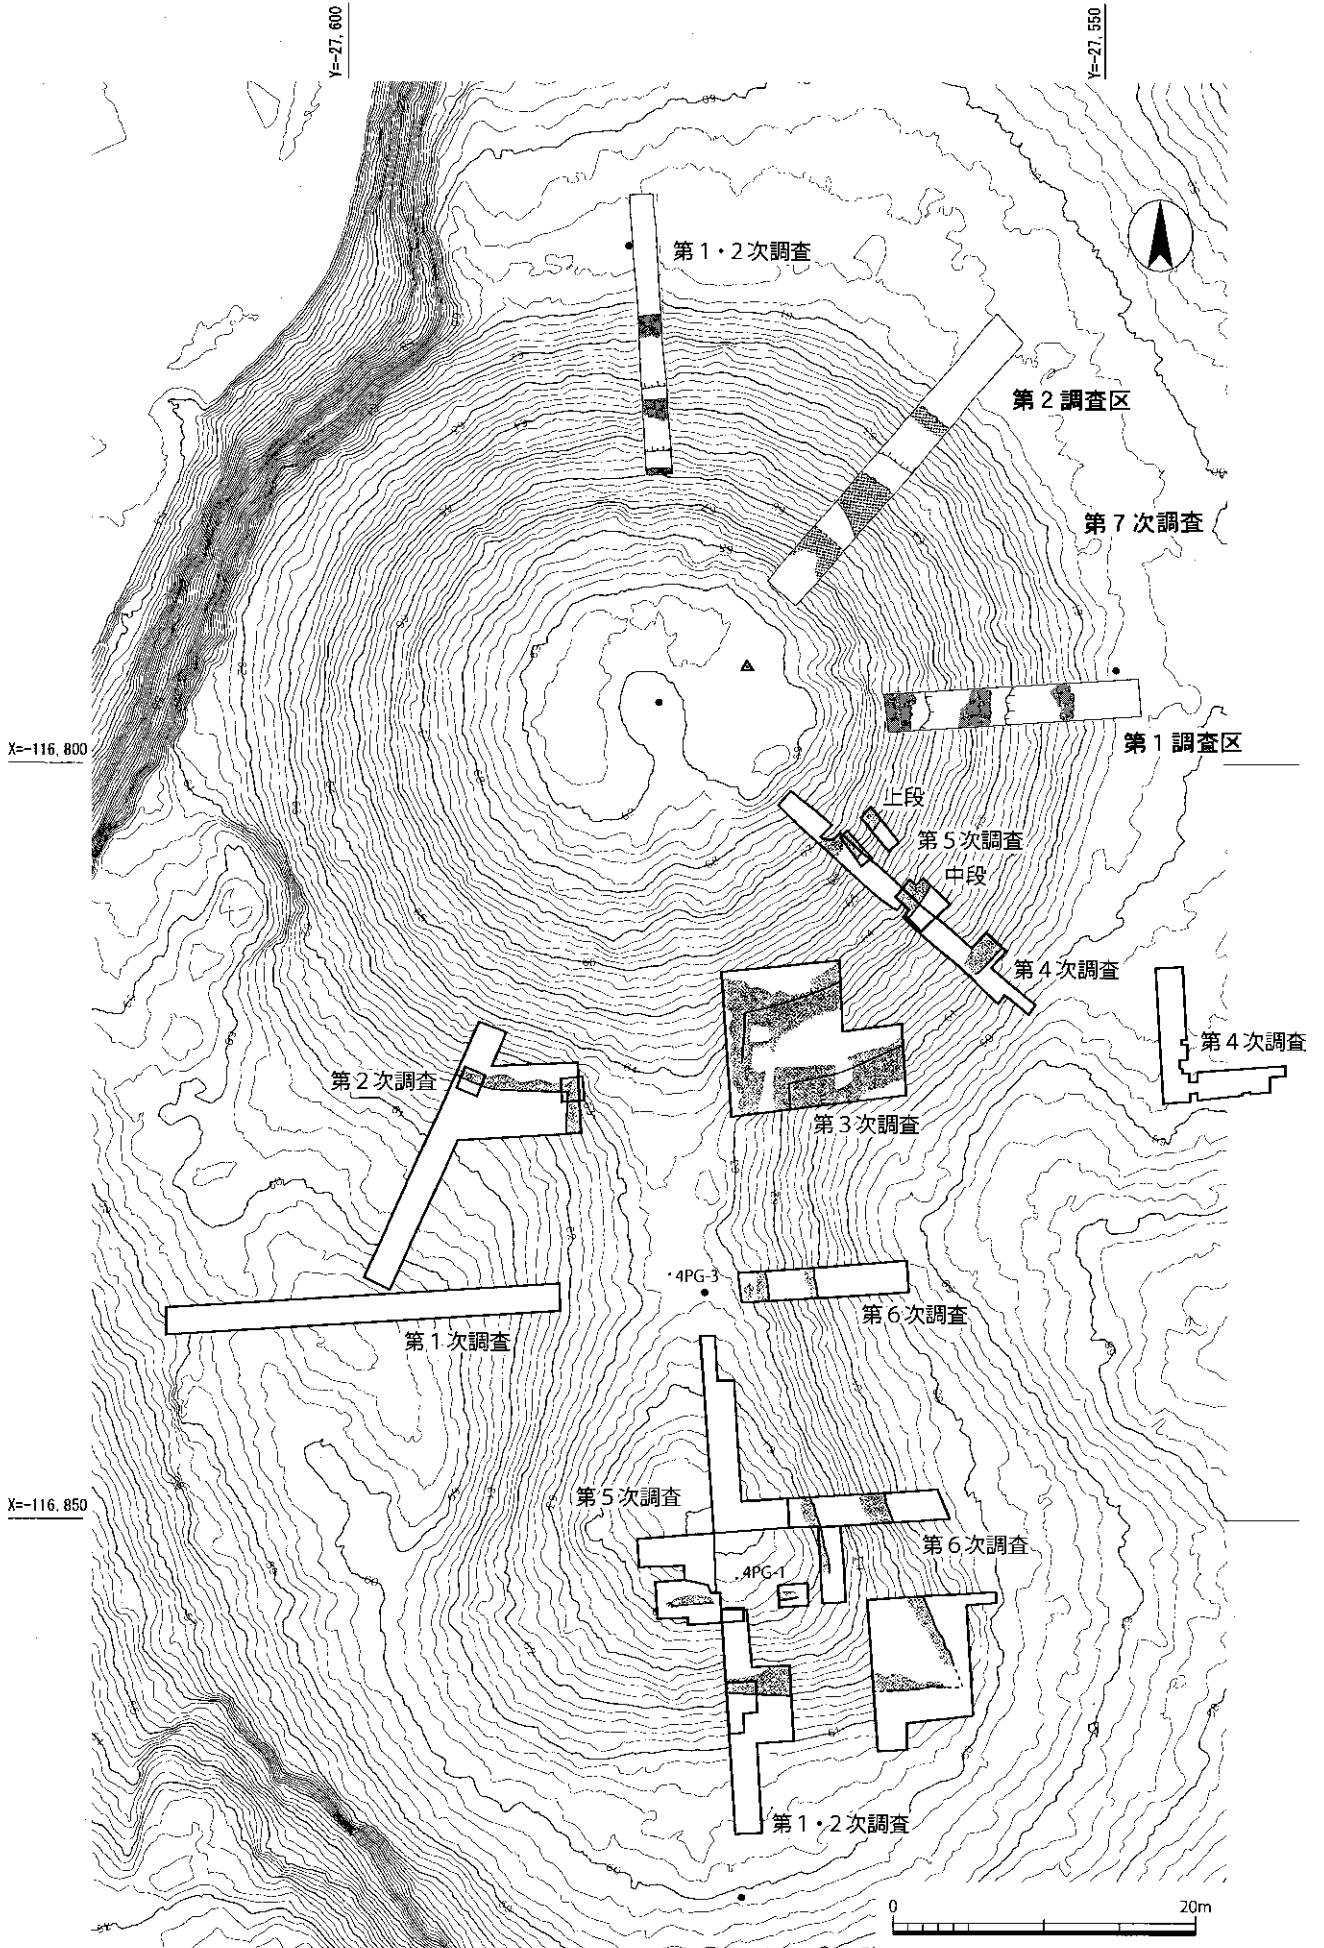 Y=-27,600
Y=-27,550
第1・2次調査
第2調査区
第7次調査
X=-116,800
第1調査区
上段
第5次調査
中段
第4次調査
第4次調査
第2次調査
第3次調査
4PG-3
第6次調査
第1次調査
X=-116,850
第5次調査
第6次調査
4PG-1
第1・2次調査
0
20m